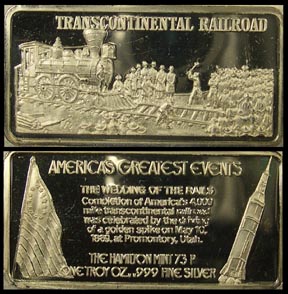 TRANSCONTINENTAL RAILROAD
AMERICA'S GREATEST EVENTS
THE WEDDING OF THE RAILS
Completion of America's 4,000
mile transcontinental railroad
was celebrated by the driving
of a golden spike on May 10,
1869, at Promontory, Utah.
THE HAMILTON MINT 73 P
ONE TROY OZ. .999 FINE SILVER